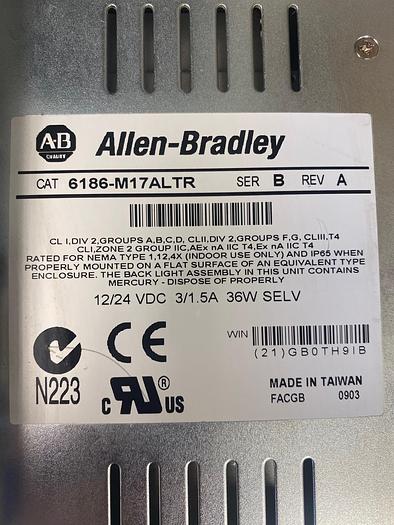 A·B
QUALITY
Allen-Bradley
CAT 6186-M17ALTR SER B REV A
CL I,DIV 2,GROUPS A,B,C,D, CLII,DIV 2,GROUPS F,G, CLIII,T4
CLI,ZONE 2 GROUP IIC,AEx nA IIC T4,Ex nA IIC T4
RATED FOR NEMA TYPE 1,12,4X (INDOOR USE ONLY) AND IP65 WHEN
PROPERLY MOUNTED ON A FLAT SURFACE OF AN EQUIVALENT TYPE
ENCLOSURE. THE BACK LIGHT ASSEMBLY IN THIS UNIT CONTAINS
MERCURY - DISPOSE OF PROPERLY
12/24 VDC 3/1.5A 36W SELV
WIN
(21)GB0TH9IB
N223
CE
C RU ® US
MADE IN TAIWAN
FACGB 0903